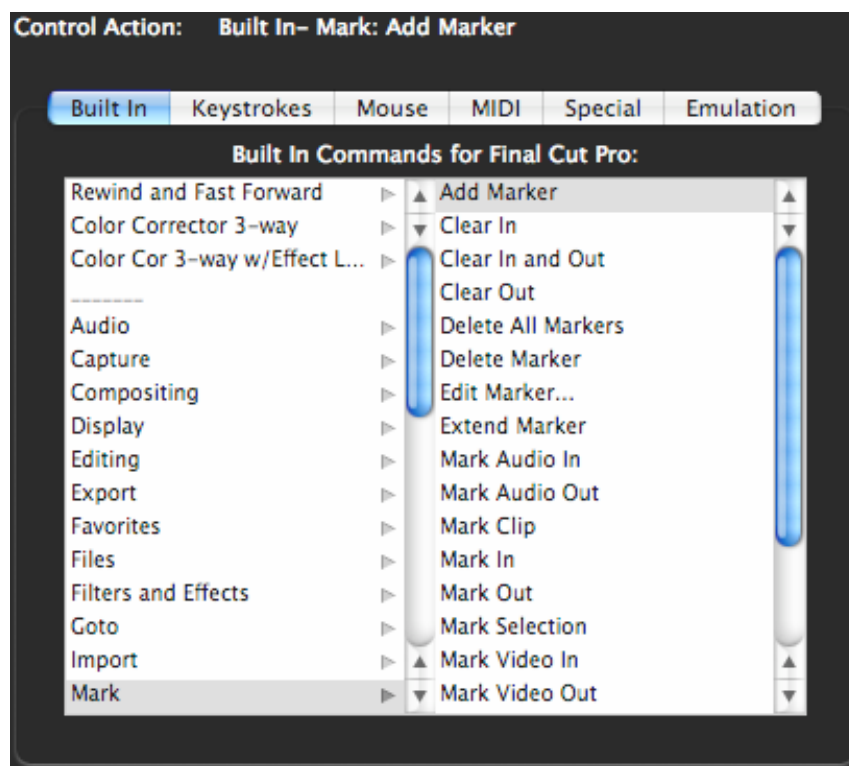 Control Action: Built In– Mark: Add Marker
Built In Keystrokes Mouse MIDI Special Emulation
Built In Commands for Final Cut Pro:
Rewind and Fast Forward
Color Corrector 3–way
Color Cor 3–way w/Effect L...
_______
Audio
Capture
Compositing
Display
Editing
Export
Favorites
Files
Filters and Effects
Goto
Import
Mark
Add Marker
Clear In
Clear In and Out
Clear Out
Delete All Markers
Delete Marker
Edit Marker...
Extend Marker
Mark Audio In
Mark Audio Out
Mark Clip
Mark In
Mark Out
Mark Selection
Mark Video In
Mark Video Out